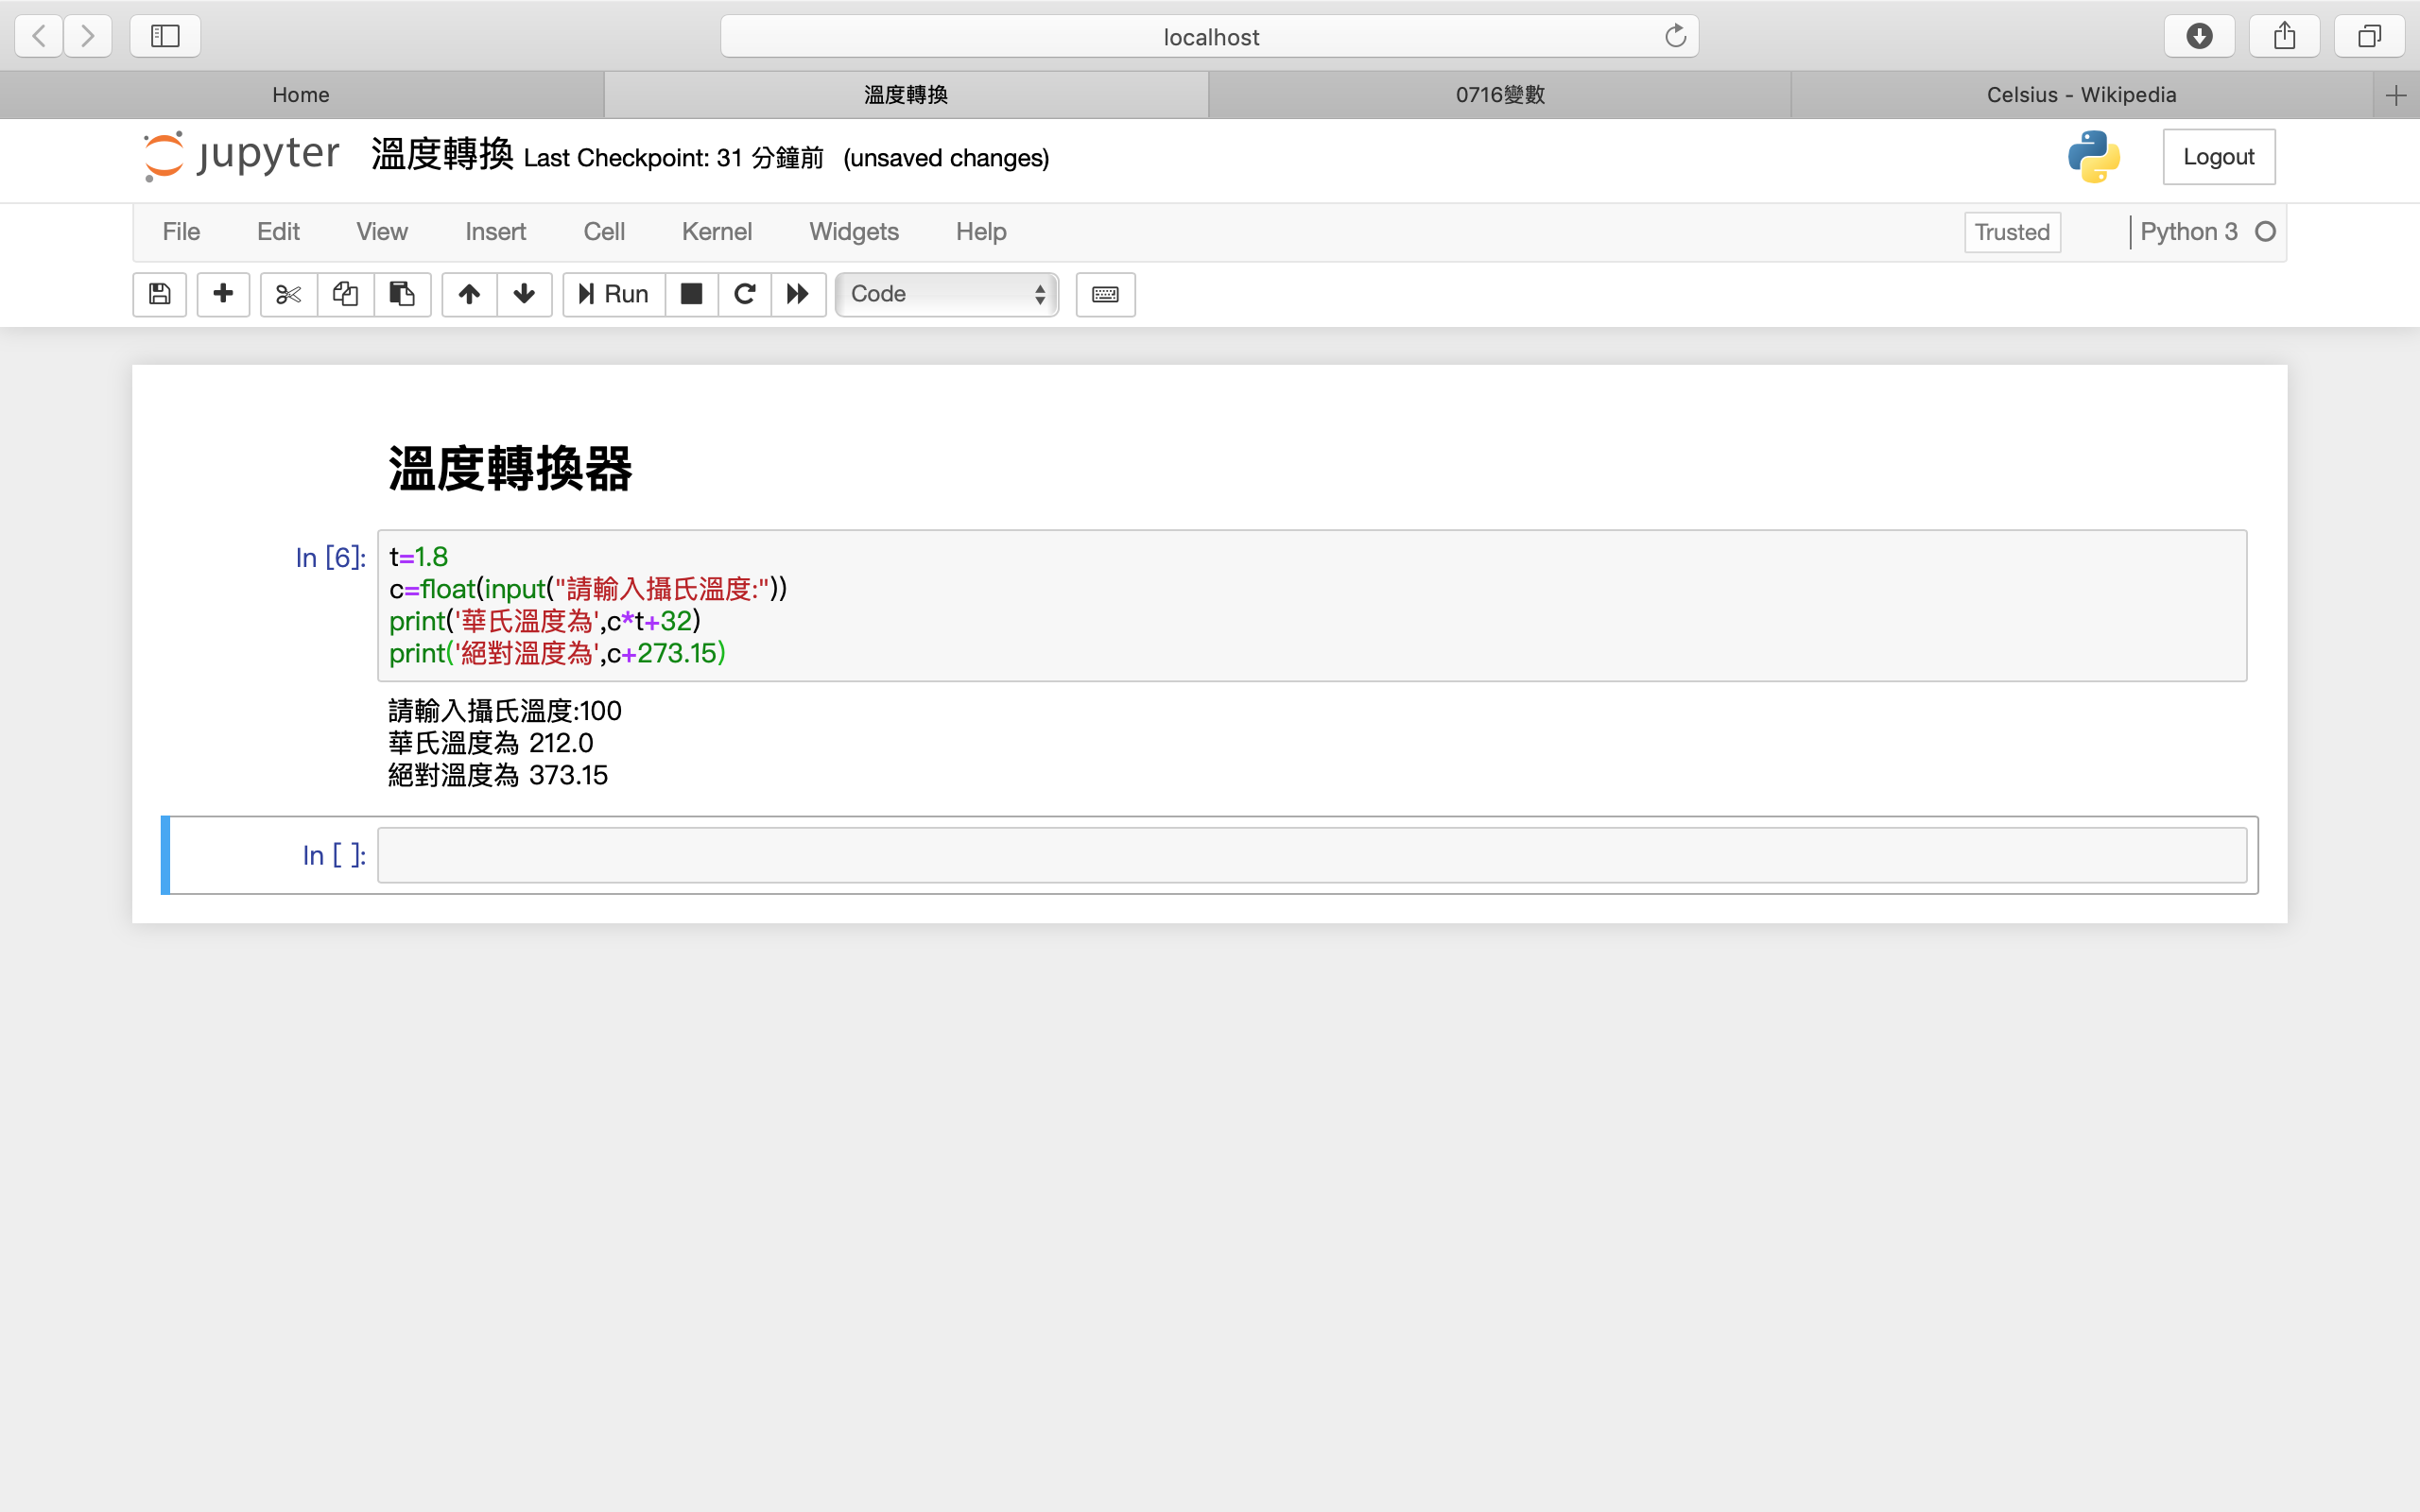 localhost
Home
溫度轉換
0716變數
Celsius - Wikipedia
jupyter 溫度轉換 Last Checkpoint: 31 分鐘前 (unsaved changes)
Logout
File Edit View Insert Cell Kernel Widgets Help
Trusted
Python 3
Run
Code
溫度轉換器
In [6]:
t=1.8
c=float(input("請輸入攝氏溫度:"))
print('華氏溫度為',c*t+32)
print('絕對溫度為',c+273.15)
請輸入攝氏溫度:100
華氏溫度為 212.0
絕對溫度為 373.15
In [ ]: